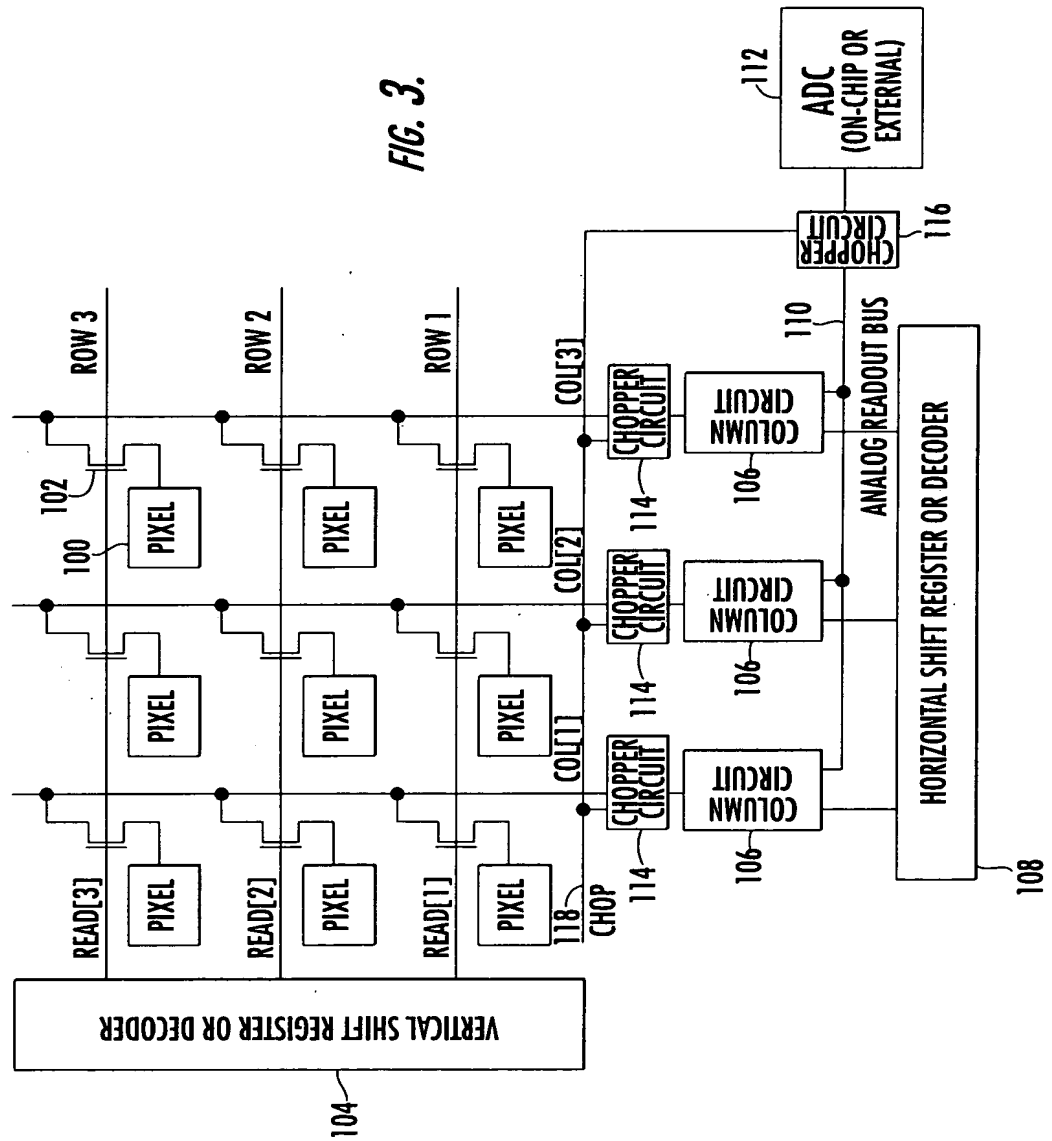 FIG. 3.
ROW 3
ROW 2
ROW 1
READ[3]
READ[2]
READ[1]
102
100
PIXEL
PIXEL
PIXEL
PIXEL
PIXEL
PIXEL
PIXEL
PIXEL
PIXEL
VERTICAL SHIFT REGISTER OR DECODER
104
COL[1]
COL[2]
COL[3]
118
CHOP
CHOPPER
CIRCUIT
CHOPPER
CIRCUIT
CHOPPER
CIRCUIT
114
114
114
COLUMN
CIRCUIT
COLUMN
CIRCUIT
COLUMN
CIRCUIT
106
106
106
ANALOG READOUT BUS
110
CHOPPER
CIRCUIT
116
ADC
(ON-CHIP OR
EXTERNAL)
112
HORIZONTAL SHIFT REGISTER OR DECODER
108